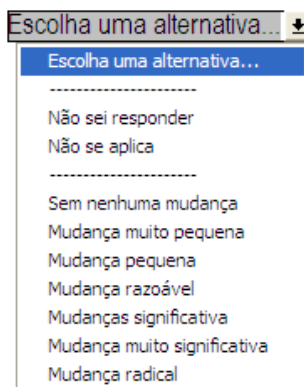 Escolha uma alternativa...
Escolha uma alternativa...
----------------------
Não sei responder
Não se aplica
----------------------
Sem nenhuma mudança
Mudança muito pequena
Mudança pequena
Mudança razoável
Mudanças significativa
Mudança muito significativa
Mudança radical